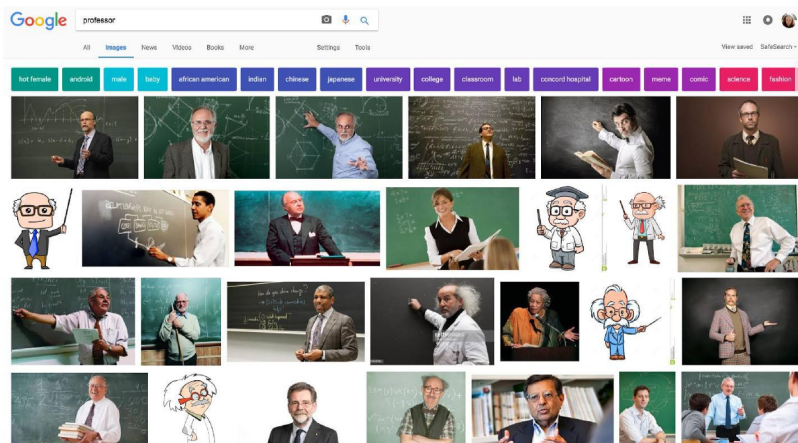 Google professor
All Images News Videos Books More Settings Tools View saved SafeSearch
hot female android male baby african american indian chinese japanese university college classroom lab concord hospital cartoon meme comic science fashion